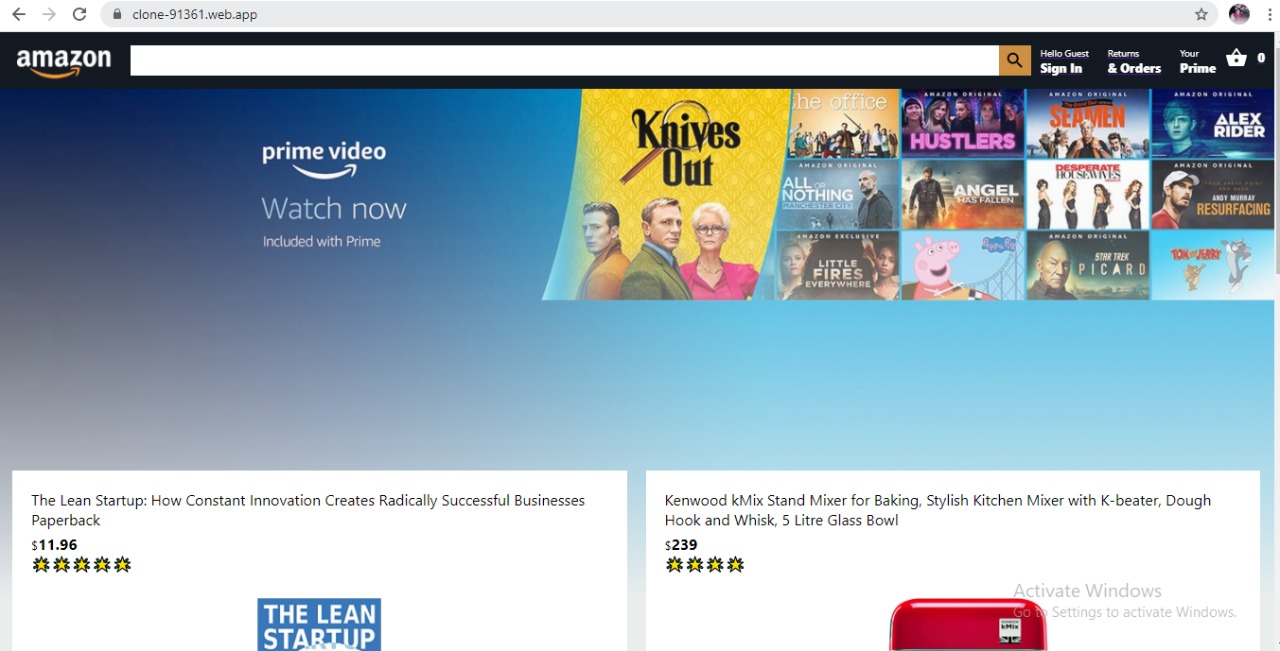 clone-91361.web.app
amazon
Hello Guest
Sign In
Returns
& Orders
Your
Prime
0
prime video
Watch now
Included with Prime
Knives
Out
the office
AMAZON ORIGINAL
HUSTLERS
AMAZON ORIGINAL
SEAMEN
AMAZON ORIGINAL
ALEX
RIDER
AMAZON ORIGINAL
ALL OR
NOTHING
MANCHESTER CITY
ANGEL
HAS FALLEN
DESPERATE
HOUSEWIVES
AMAZON ORIGINAL
ANDY MURRAY
RESURFACING
AMAZON EXCLUSIVE
LITTLE
FIRES
EVERYWHERE
Peppa Pig
AMAZON ORIGINAL
STAR TREK
PICARD
TOM AND JERRY
The Lean Startup: How Constant Innovation Creates Radically Successful Businesses
Paperback
$11.96
THE LEAN
STARTUP
Kenwood kMix Stand Mixer for Baking, Stylish Kitchen Mixer with K-beater, Dough
Hook and Whisk, 5 Litre Glass Bowl
$239
kMix
Activate Windows
Go to Settings to activate Windows.